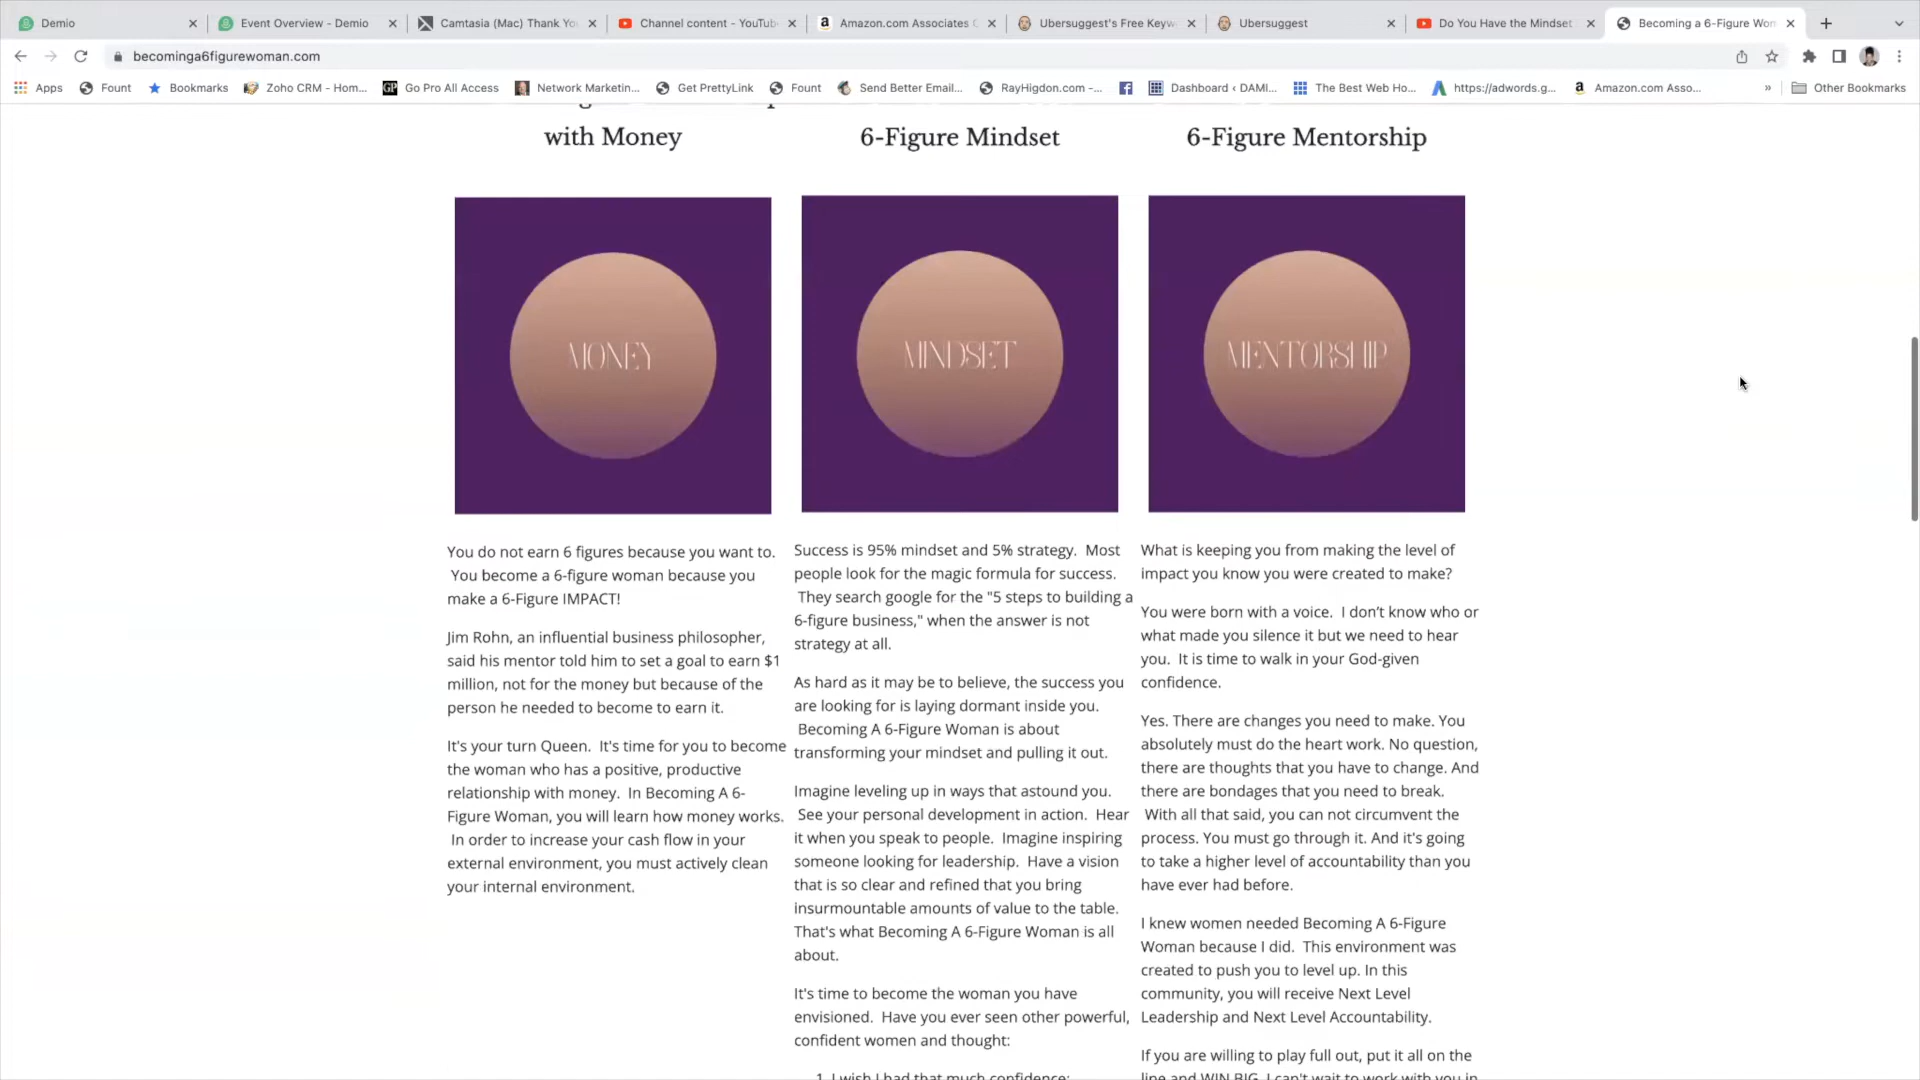 Demio
Event Overview - Demio
Camtasia (Mac) Thank Yo
Channel content - YouTub
Amazon.com Associates C
Ubersuggest's Free Keyw
Ubersuggest
Do You Have the Mindset
Becoming a 6-Figure Wom
becominga6figurewoman.com
Apps
Fount
Bookmarks
Zoho CRM - Hom...
Go Pro All Access
Network Marketin...
Get PrettyLink
Fount
Send Better Email...
RayHigdon.com -...
Dashboard ‹ DAMI...
The Best Web Ho...
https://adwords.g...
Amazon.com Asso...
»
Other Bookmarks
with Money
MONEY
You do not earn 6 figures because you want to.
You become a 6-figure woman because you
make a 6-Figure IMPACT!
Jim Rohn, an influential business philosopher,
said his mentor told him to set a goal to earn $1
million, not for the money but because of the
person he needed to become to earn it.
It's your turn Queen. It's time for you to become
the woman who has a positive, productive
relationship with money. In Becoming A 6-
Figure Woman, you will learn how money works.
In order to increase your cash flow in your
external environment, you must actively clean
your internal environment.
6-Figure Mindset
MINDSET
Success is 95% mindset and 5% strategy. Most
people look for the magic formula for success.
They search google for the "5 steps to building a
6-figure business," when the answer is not
strategy at all.
As hard as it may be to believe, the success you
are looking for is laying dormant inside you.
Becoming A 6-Figure Woman is about
transforming your mindset and pulling it out.
Imagine leveling up in ways that astound you.
See your personal development in action. Hear
it when you speak to people. Imagine inspiring
someone looking for leadership. Have a vision
that is so clear and refined that you bring
insurmountable amounts of value to the table.
That's what Becoming A 6-Figure Woman is all
about.
It's time to become the woman you have
envisioned. Have you ever seen other powerful,
confident women and thought:
1. I wish I had that much confidence;
6-Figure Mentorship
MENTORSHIP
What is keeping you from making the level of
impact you know you were created to make?
You were born with a voice. I don’t know who or
what made you silence it but we need to hear
you. It is time to walk in your God-given
confidence.
Yes. There are changes you need to make. You
absolutely must do the heart work. No question,
there are thoughts that you have to change. And
there are bondages that you need to break.
With all that said, you can not circumvent the
process. You must go through it. And it's going
to take a higher level of accountability than you
have ever had before.
I knew women needed Becoming A 6-Figure
Woman because I did. This environment was
created to push you to level up. In this
community, you will receive Next Level
Leadership and Next Level Accountability.
If you are willing to play full out, put it all on the
line and WIN BIG, I can't wait to work with you in